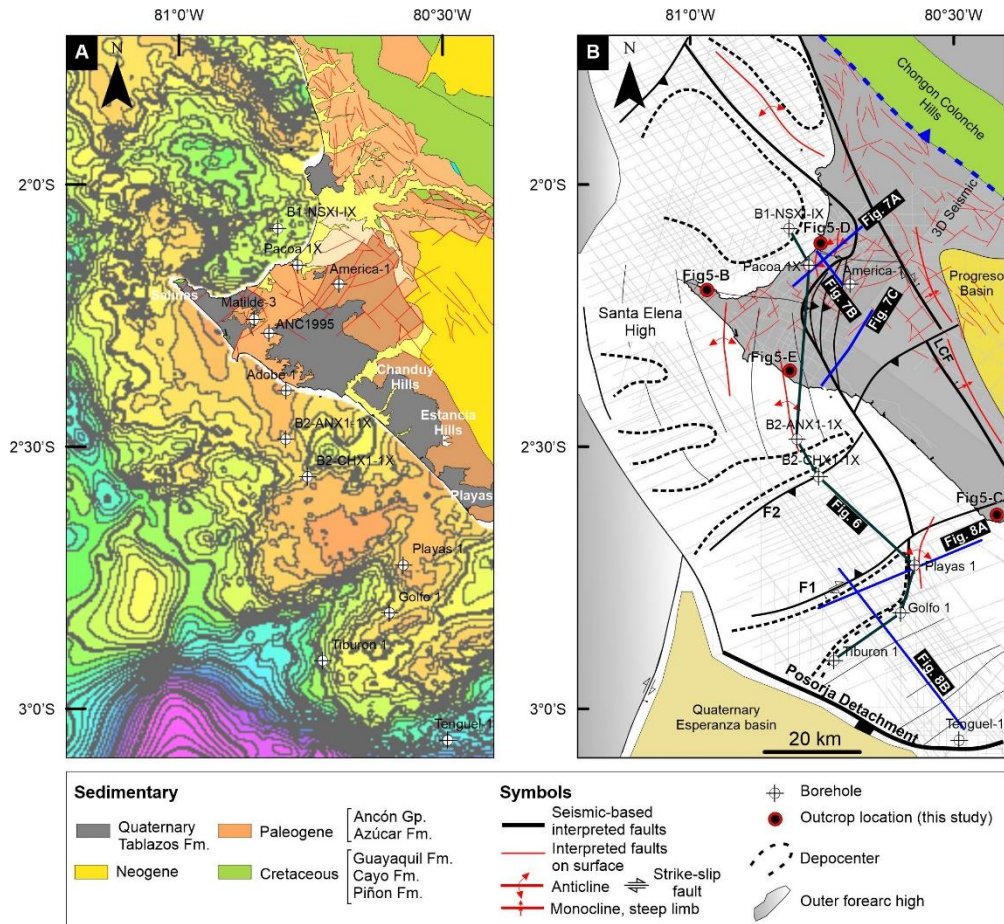 81°0'W
80°30'W
81°0'W
80°30'W
A
N
2°0'S
2°30'S
3°0'S
B1-NSXI-IX
Pacoa 1X
America-1
Salinas
Matilde-3
ANC1995
Adobe-1
Chanduy
Hills
Estancia
Hills
B2-ANX1-1X
B2-CHX1-1X
Playas
Playas 1
Golfo 1
Tiburon 1
Tenguel-1
B
N
2°0'S
2°30'S
3°0'S
Chongon Colonche
Hills
B1-NSXI-IX
Fig5-D
Fig. 7A
3D Seismic
Pacoa 1X
America-1
Progreso
Basin
Fig5-B
Fig. 7B
Fig. 7C
Santa Elena
High
LCF
Fig5-E
B2-ANX1-1X
B2-CHX1-1X
Fig5-C
F2
Fig. 6
Fig. 8A
Playas 1
F1
Golfo 1
Tiburon 1
Fig. 8B
Posorja Detachment
Quaternary
Esperanza basin
20 km
Tenguel-1
Sedimentary
Quaternary
Tablazos Fm.
Neogene
Paleogene
Ancón Gp.
Azúcar Fm.
Cretaceous
Guayaquil Fm.
Cayo Fm.
Piñon Fm.
Symbols
Seismic-based
interpreted faults
Interpreted faults
on surface
Anticline
Strike-slip
fault
Monocline, steep limb
Borehole
Outcrop location (this study)
Depocenter
Outer forearc high